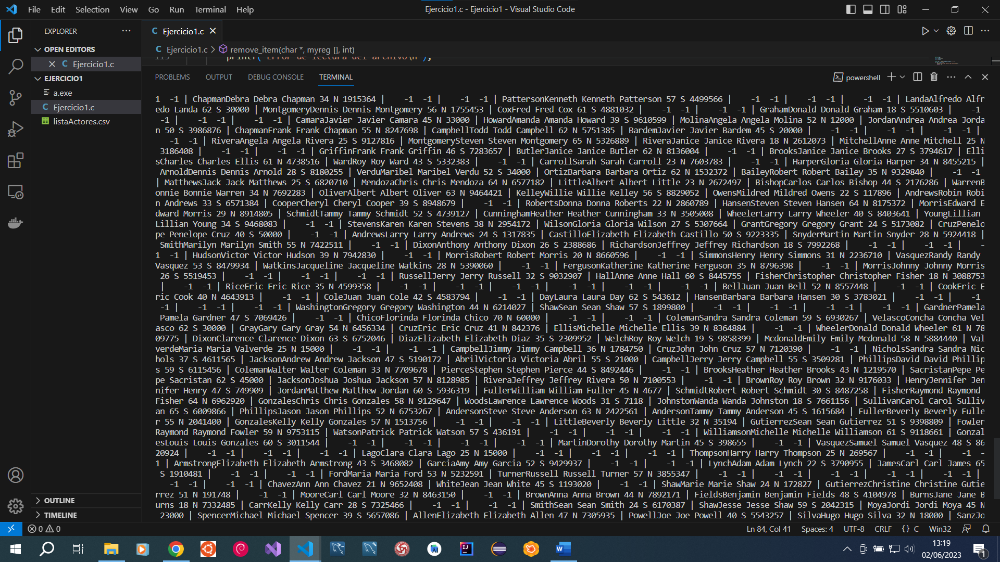 File Edit Selection View Go Run Terminal Help
Ejercicio1.c - Ejercicio1 - Visual Studio Code
EXPLORER
OPEN EDITORS
Ejercicio1.c
EJERCICIO1
a.exe
Ejercicio1.c
listaActores.csv
OUTLINE
TIMELINE
Ejercicio1.c
Ejercicio1.c > remove_item(char *, myreg [], int)
115 printf("Error de lectura del archivo\n");
PROBLEMS OUTPUT DEBUG CONSOLE TERMINAL
powershell
1 -1 | ChapmanDebra Debra Chapman 34 N 1915364 | -1 -1 | -1 -1 | PattersonKenneth Kenneth Patterson 57 S 4499566 | -1 -1 | -1 -1 | -1 -1 | LandaAlfredo Alfr
edo Landa 62 S 30000 | MontgomeryDennis Dennis Montgomery 56 N 1755453 | CoxFred Fred Cox 61 S 4881032 | -1 -1 | -1 -1 | GrahamDonald Donald Graham 18 S 5510603 | -1
-1 | -1 -1 | -1 -1 | CamaraJavier Javier Camara 45 N 33000 | HowardAmanda Amanda Howard 39 S 9610599 | MolinaAngela Angela Molina 52 N 12000 | JordanAndrea Andrea Jorda
n 50 S 3986876 | ChapmanFrank Frank Chapman 55 N 8247698 | CampbellTodd Todd Campbell 62 N 5751385 | BardemJavier Javier Bardem 45 S 20000 | -1 -1 | -1 -1 | -1 -1 |
-1 -1 | RiveraAngela Angela Rivera 25 S 9127816 | MontgomerySteven Steven Montgomery 65 N 5326889 | RiveraJanice Janice Rivera 18 N 2612073 | MitchellAnne Anne Mitchell 25 N
3186408 | -1 -1 | -1 -1 | GriffinFrank Frank Griffin 46 S 7283657 | ButlerJanice Janice Butler 62 N 8136004 | -1 -1 | BrooksJanice Janice Brooks 27 S 3794617 | Elli
sCharles Charles Ellis 61 N 4738516 | WardRoy Roy Ward 43 S 5332383 | -1 -1 | CarrollSarah Sarah Carroll 23 N 7603783 | -1 -1 | HarperGloria Gloria Harper 34 N 8455215 |
ArnoldDennis Dennis Arnold 28 S 8180255 | VerduMaribel Maribel Verdu 52 S 34000 | OrtizBarbara Barbara Ortiz 62 N 1532372 | BaileyRobert Robert Bailey 35 N 9329840 | -1 -1
| MatthewsJack Jack Matthews 25 S 6820710 | MendozaChris Chris Mendoza 64 N 6577182 | LittleAlbert Albert Little 23 N 2672497 | BishopCarlos Carlos Bishop 44 S 2176286 | WarrenB
onnie Bonnie Warren 34 N 7692283 | OliverAlbert Albert Oliver 63 N 9464421 | KelleyWillie Willie Kelley 56 S 8829052 | OwensMildred Mildred Owens 22 S 117896 | AndrewsRobin Robi
n Andrews 33 S 6571384 | CooperCheryl Cheryl Cooper 39 S 8948679 | -1 -1 | RobertsDonna Donna Roberts 22 N 2860789 | HansenSteven Steven Hansen 64 N 8175372 | MorrisEdward E
dward Morris 29 N 8914805 | SchmidtTammy Tammy Schmidt 52 S 4739127 | CunninghamHeather Heather Cunningham 33 N 3505008 | WheelerLarry Larry Wheeler 40 S 8403641 | YoungLillian
Lillian Young 34 S 9468083 | -1 -1 | StevensKaren Karen Stevens 38 N 2954172 | WilsonGloria Gloria Wilson 27 S 5307664 | GrantGregory Gregory Grant 24 S 5173082 | CruzPenelo
pe Penelope Cruz 40 S 50000 | -1 -1 | AndrewsLarry Larry Andrews 24 S 1317835 | CastilloElizabeth Elizabeth Castillo 50 S 9223335 | SnyderMartin Martin Snyder 28 N 5924418 |
SmithMarilyn Marilyn Smith 55 N 7422511 | -1 -1 | DixonAnthony Anthony Dixon 26 S 2388686 | RichardsonJeffrey Jeffrey Richardson 18 S 7992268 | -1 -1 | -1 -1 | -
1 -1 | HudsonVictor Victor Hudson 39 N 7942830 | -1 -1 | MorrisRobert Robert Morris 20 N 8660596 | -1 -1 | SimmonsHenry Henry Simmons 31 N 2236710 | VasquezRandy Randy
Vasquez 53 S 8479934 | WatkinsJacqueline Jacqueline Watkins 28 N 5390060 | -1 -1 | FergusonKatherine Katherine Ferguson 35 N 8796398 | -1 -1 | MorrisJohnny Johnny Morris
26 S 5519453 | -1 -1 | -1 -1 | -1 -1 | RussellJerry Jerry Russell 32 S 9032907 | HallAnne Anne Hall 60 S 8445755 | FisherChristopher Christopher Fisher 18 N 3088753
| -1 -1 | RiceEric Eric Rice 35 N 4599358 | -1 -1 | -1 -1 | -1 -1 | -1 -1 | -1 -1 | -1 -1 | BellJuan Juan Bell 52 N 8557448 | -1 -1 | CookEric E
ric Cook 40 N 4643913 | -1 -1 | ColeJuan Juan Cole 42 S 4583794 | -1 -1 | DayLaura Laura Day 62 S 543612 | HansenBarbara Barbara Hansen 30 S 3783021 | -1 -1 | -1
-1 | -1 -1 | -1 -1 | WashingtonGregory Gregory Washington 44 N 6214027 | ShawSean Sean Shaw 57 S 1899800 | -1 -1 | -1 -1 | -1 -1 | -1 -1 | GardnerPamela
Pamela Gardner 47 S 7069426 | -1 -1 | ChicoFlorinda Florinda Chico 70 N 60000 | -1 -1 | -1 -1 | ColemanSandra Sandra Coleman 59 S 6930267 | VelascoConcha Concha Vel
asco 62 S 30000 | GrayGary Gary Gray 54 N 6456334 | CruzEric Eric Cruz 41 N 842376 | EllisMichelle Michelle Ellis 39 N 8364884 | -1 -1 | WheelerDonald Donald Wheeler 61 N 78
09775 | DixonClarence Clarence Dixon 63 S 6752046 | DiazElizabeth Elizabeth Diaz 35 S 2309952 | WelchRoy Roy Welch 19 S 9858399 | McdonaldEmily Emily Mcdonald 58 N 5884440 | Val
verdeMaria Maria Valverde 25 N 15000 | -1 -1 | -1 -1 | CampbellJimmy Jimmy Campbell 36 N 1784750 | CruzJohn John Cruz 57 N 7120390 | -1 -1 | NicholsSandra Sandra Nic
hols 37 S 4611565 | JacksonAndrew Andrew Jackson 47 S 5190172 | AbrilVictoria Victoria Abril 55 S 21000 | CampbellJerry Jerry Campbell 55 S 3509281 | PhillipsDavid David Phillip
s 59 S 6115456 | ColemanWalter Walter Coleman 33 N 7709678 | PierceStephen Stephen Pierce 44 S 8492446 | -1 -1 | BrooksHeather Heather Brooks 43 N 1219570 | SacristanPepe Pe
pe Sacristan 62 S 45000 | JacksonJoshua Joshua Jackson 57 N 8128985 | RiveraJeffrey Jeffrey Rivera 50 N 7100553 | -1 -1 | BrownRoy Roy Brown 32 N 9176033 | HenryJennifer Jen
nifer Henry 47 S 749909 | JordanMatthew Matthew Jordan 60 S 5936319 | FullerWilliam William Fuller 45 N 4677 | SchmidtRobert Robert Schmidt 30 S 8487258 | FisherRaymond Raymond
Fisher 64 N 6962920 | GonzalesChris Chris Gonzales 58 N 9129647 | WoodsLawrence Lawrence Woods 31 S 7118 | JohnstonWanda Wanda Johnston 18 S 7661156 | SullivanCarol Carol Sulliv
an 65 S 6009866 | PhillipsJason Jason Phillips 52 N 6753267 | AndersonSteve Steve Anderson 63 N 2422561 | AndersonTammy Tammy Anderson 45 S 1615684 | FullerBeverly Beverly Fulle
r 55 N 2041400 | GonzalesKelly Kelly Gonzales 57 N 1513756 | -1 -1 | -1 -1 | LittleBeverly Beverly Little 32 N 35194 | GutierrezSean Sean Gutierrez 51 S 9398809 | Fowler
Raymond Raymond Fowler 59 N 9753115 | WatsonPatrick Patrick Watson 57 S 436191 | -1 -1 | -1 -1 | -1 -1 | WilliamsonMichelle Michelle Williamson 61 S 9118661 | Gonzal
esLouis Louis Gonzales 60 S 3011544 | -1 -1 | -1 -1 | -1 -1 | -1 -1 | MartinDorothy Dorothy Martin 45 S 398655 | -1 -1 | VasquezSamuel Samuel Vasquez 48 S 86
20924 | -1 -1 | -1 -1 | -1 -1 | LagoClara Clara Lago 25 N 15000 | -1 -1 | -1 -1 | -1 -1 | ThompsonHarry Harry Thompson 25 N 269567 | -1 -1 | -1 -
1 | ArmstrongElizabeth Elizabeth Armstrong 43 S 3468082 | GarciaAmy Amy Garcia 52 S 9429937 | -1 -1 | -1 -1 | LynchAdam Adam Lynch 22 S 3790955 | JamesCarl Carl James 65
S 1910481 | -1 -1 | -1 -1 | FordMaria Maria Ford 53 N 5232591 | TurnerRussell Russell Turner 57 N 3855347 | -1 -1 | -1 -1 | -1 -1 | -1 -1 | -1 -1 |
-1 -1 | -1 -1 | ChavezAnn Ann Chavez 21 N 9652408 | WhiteJean Jean White 45 S 1193020 | -1 -1 | ShawMarie Marie Shaw 24 N 172827 | GutierrezChristine Christine Gutie
rrez 51 N 191748 | -1 -1 | MooreCarl Carl Moore 32 N 8463150 | -1 -1 | BrownAnna Anna Brown 44 N 7892171 | FieldsBenjamin Benjamin Fields 48 S 4104978 | BurnsJane Jane B
urns 18 N 7332485 | CarrKelly Kelly Carr 28 S 7325466 | -1 -1 | -1 -1 | SmithSean Sean Smith 24 S 6170387 | ShawJesse Jesse Shaw 59 S 2042315 | MoyaJordi Jordi Moya 45 N
23000 | SpencerMichael Michael Spencer 39 S 5657086 | AllenElizabeth Elizabeth Allen 47 N 7305935 | PowellJoe Joe Powell 40 S 5543257 | SilvaHugo Hugo Silva 32 N 18000 | SanzJo
0 0 Ln 84, Col 41 Spaces: 4 UTF-8 CRLF {} C Win32
13:19
02/06/2023
1